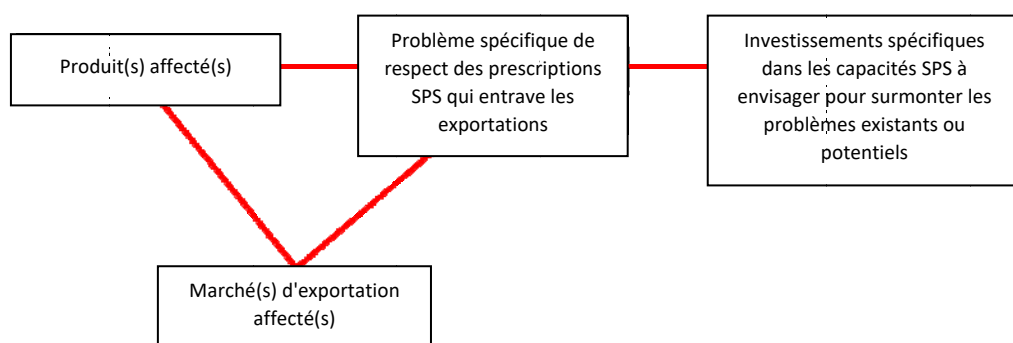 Produit(s) affecté(s)
Problème spécifique de
respect des prescriptions
SPS qui entrave les
exportations
Investissements spécifiques
dans les capacités SPS à
envisager pour surmonter les
problèmes existants ou
potentiels
Marché(s) d'exportation
affecté(s)